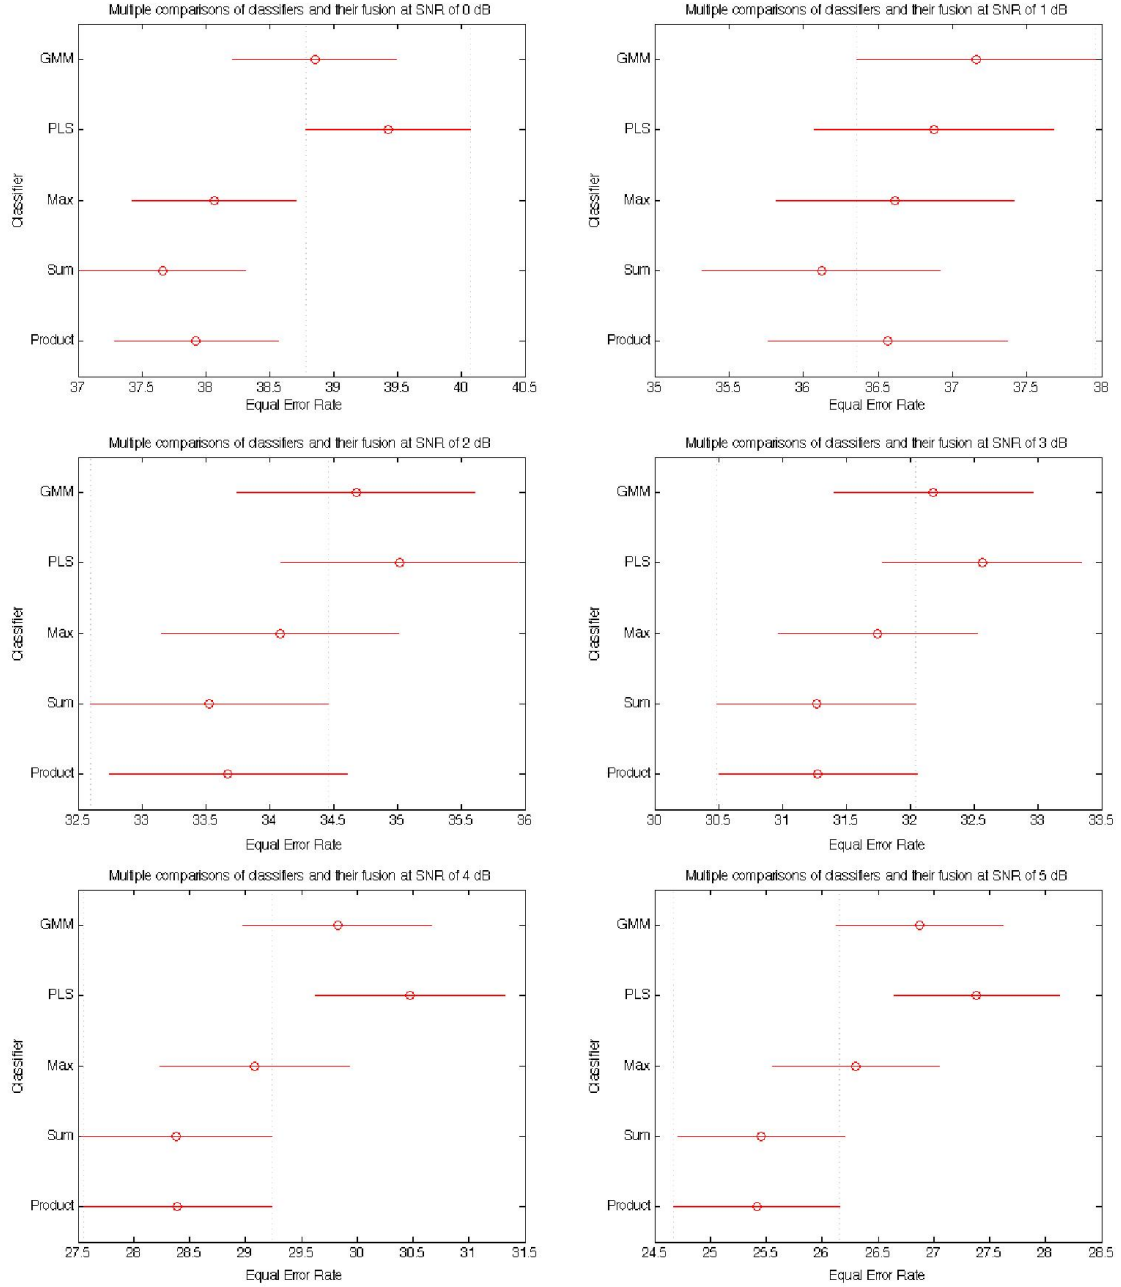 Multiple comparisons of classifiers and their fusion at SNR of 0 dB
GMM
PLS
Max
Sum
Product
Classifier
37 37.5 38 38.5 39 39.5 40 40.5
Equal Error Rate
Multiple comparisons of classifiers and their fusion at SNR of 1 dB
GMM
PLS
Max
Sum
Product
Classifier
35 35.5 36 36.5 37 37.5 38
Equal Error Rate
Multiple comparisons of classifiers and their fusion at SNR of 2 dB
GMM
PLS
Max
Sum
Product
Classifier
32.5 33 33.5 34 34.5 35 35.5 36
Equal Error Rate
Multiple comparisons of classifiers and their fusion at SNR of 3 dB
GMM
PLS
Max
Sum
Product
Classifier
30 30.5 31 31.5 32 32.5 33 33.5
Equal Error Rate
Multiple comparisons of classifiers and their fusion at SNR of 4 dB
GMM
PLS
Max
Sum
Product
Classifier
27.5 28 28.5 29 29.5 30 30.5 31 31.5
Equal Error Rate
Multiple comparisons of classifiers and their fusion at SNR of 5 dB
GMM
PLS
Max
Sum
Product
Classifier
24.5 25 25.5 26 26.5 27 27.5 28 28.5
Equal Error Rate